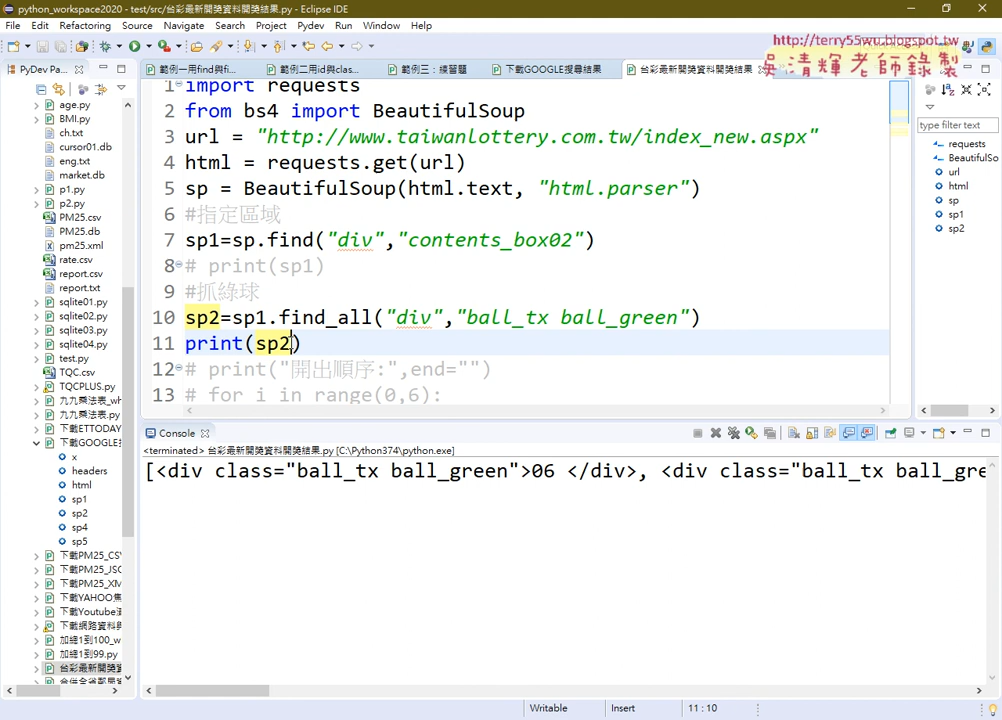 python_workspace2020 - test/src/台彩最新開獎資料開獎結果.py - Eclipse IDE
File Edit Refactoring Source Navigate Search Project Pydev Run Window Help
http://terry55wu.blogspot.tw
吳清輝老師錄製
PyDev Pa...
範例一用find與fi...
範例二用id與clas...
範例三：練習題
下載GOOGLE搜尋結果
台彩最新開獎資料開獎結果
age.py
BMI.py
ch.txt
cursor01.db
eng.txt
market.db
p1.py
p2.py
PM25.csv
PM25.db
pm25.xml
rate.csv
report.csv
report.txt
sqlite01.py
sqlite02.py
sqlite03.py
sqlite04.py
test.py
TQC.csv
TQCPLUS.py
九九乘法表_wh
九九乘法表.py
下載ETTODAY
下載GOOGLE搜
x
headers
html
sp1
sp2
sp4
sp5
下載PM25_CSV
下載PM25_JSO
下載PM25_XM
下載YAHOO焦
下載Youtube清
下載網路資料與
加總1到100_w
加總1到99.py
台彩最新開獎資
1 import requests
2 from bs4 import BeautifulSoup
3 url = "http://www.taiwanlottery.com.tw/index_new.aspx"
4 html = requests.get(url)
5 sp = BeautifulSoup(html.text, "html.parser")
6 #指定區域
7 sp1=sp.find("div","contents_box02")
8 # print(sp1)
9 #抓綠球
10 sp2=sp1.find_all("div","ball_tx ball_green")
11 print(sp2)
12 # print("開出順序:",end="")
13 # for i in range(0,6):
type filter text
requests
BeautifulSo
url
html
sp
sp1
sp2
Console
<terminated> 台彩最新開獎資料開獎結果.py [C:\Python374\python.exe]
[<div class="ball_tx ball_green">06 </div>, <div class="ball_tx ball_gre
Writable Insert 11 : 10